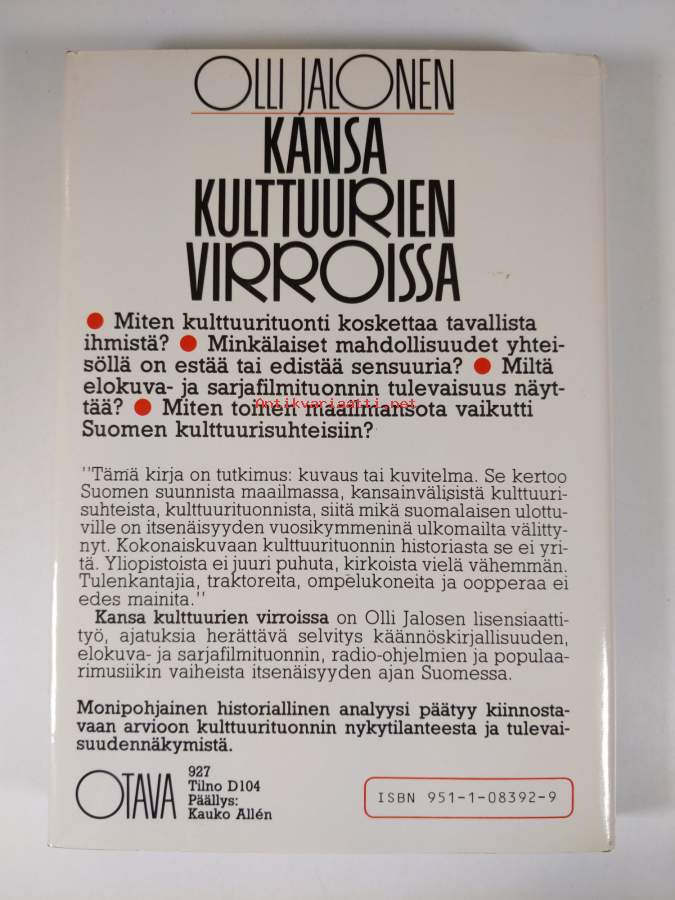 OLLI JALONEN
KANSA
KULTTUURIEN
VIRROISSA
● Miten kulttuurituonti koskettaa tavallista
ihmistä? ● Minkälaiset mahdollisuudet yhtei-
söllä on estää tai edistää sensuuria? ● Miltä
elokuva- ja sarjafilmituonnin tulevaisuus näyt-
tää? ● Miten toinen maailmansota vaikutti
Antikvariaatti.net
Suomen kulttuurisuhteisiin?
"Tämä kirja on tutkimus: kuvaus tai kuvitelma. Se kertoo
Suomen suunnista maailmassa, kansainvälisistä kulttuuri-
suhteista, kulttuurituonnista, siitä mikä suomalaisen ulottu-
ville on itsenäisyyden vuosikymmeninä ulkomailta välitty-
nyt. Kokonaiskuvaan kulttuurituonnin historiasta se ei yri-
tä. Yliopistoista ei juuri puhuta, kirkoista vielä vähemmän.
Tulenkantajia, traktoreita, ompelukoneita ja oopperaa ei
edes mainita."
Kansa kulttuurien virroissa on Olli Jalosen lisensiaatti-
työ, ajatuksia herättävä selvitys käännöskirjallisuuden,
elokuva- ja sarjafilmituonnin, radio-ohjelmien ja populaa-
rimusiikin vaiheista itsenäisyyden ajan Suomessa.
Monipohjainen historiallinen analyysi päätyy kiinnosta-
vaan arvioon kulttuurituonnin nykytilanteesta ja tulevai-
suudennäkymistä.
OTAVA
927
Tilno D104
Päällys:
Kauko Allén
ISBN 951-1-08392-9